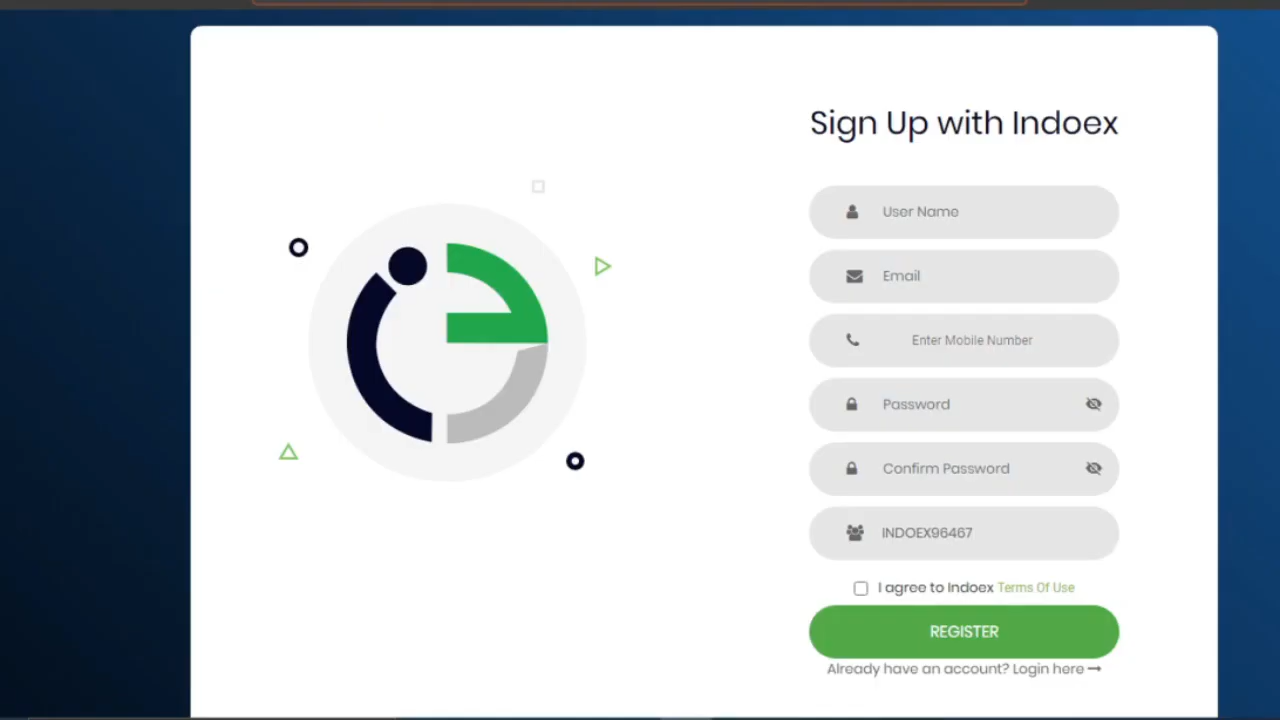 Sign Up with Indoex
User Name
Email
Enter Mobile Number
Password
Confirm Password
INDOEX96467
I agree to Indoex Terms Of Use
REGISTER
Already have an account? Login here →